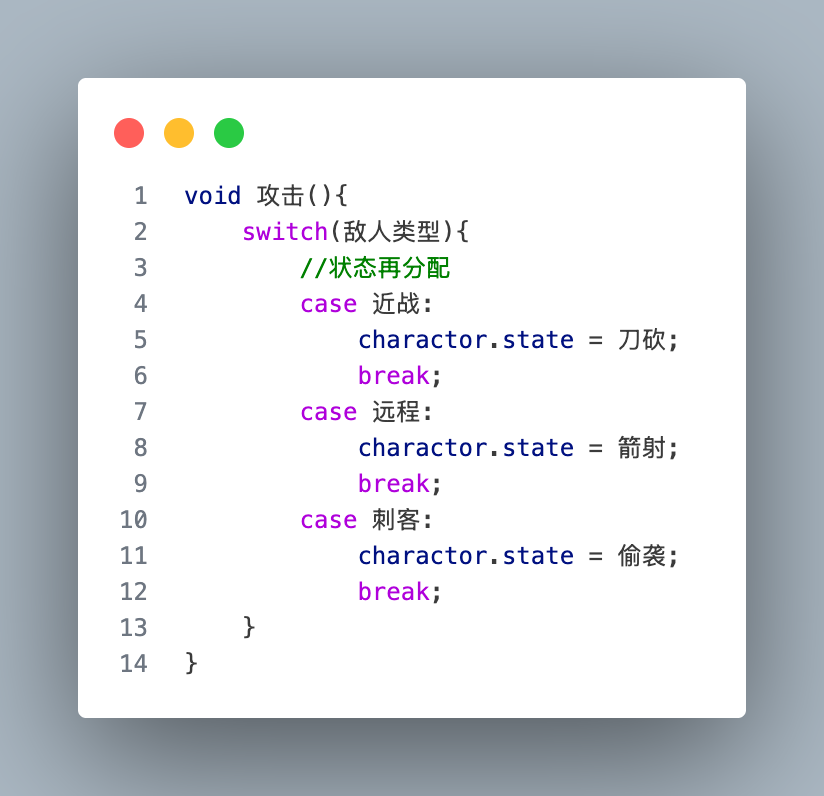 1 void 攻击(){
2 switch(敌人类型){
3 //状态再分配
4 case 近战:
5 charactor.state = 刀砍;
6 break;
7 case 远程:
8 charactor.state = 箭射;
9 break;
10 case 刺客:
11 charactor.state = 偷袭;
12 break;
13 }
14 }